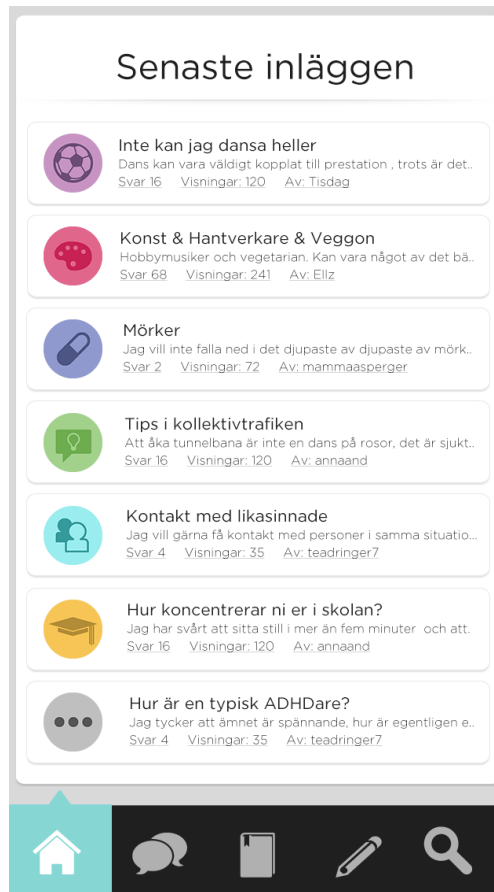 Senaste inläggen
Inte kan jag dansa heller
Dans kan vara väldigt kopplat till prestation , trots är det..
Svar 16 Visningar: 120 Av: Tisdag
Konst & Hantverkare & Veggon
Hobbymusiker och vegetarian. Kan vara något av det bä..
Svar 68 Visningar: 241 Av: Ellz
Mörker
Jag vill inte falla ned i det djupaste av djupaste av mörk..
Svar 2 Visningar: 72 Av: mammaasperger
Tips i kollektivtrafiken
Att åka tunnelbana är inte en dans på rosor, det är sjukt..
Svar 16 Visningar: 120 Av: annaand
Kontakt med likasinnade
Jag vill gärna få kontakt med personer i samma situatio...
Svar 4 Visningar: 35 Av: teadringer7
Hur koncentrerar ni er i skolan?
Jag har svårt att sitta still i mer än fem minuter och att.
Svar 16 Visningar: 120 Av: annaand
Hur är en typisk ADHDare?
Jag tycker att ämnet är spännande, hur är egentligen e..
Svar 4 Visningar: 35 Av: teadringer7